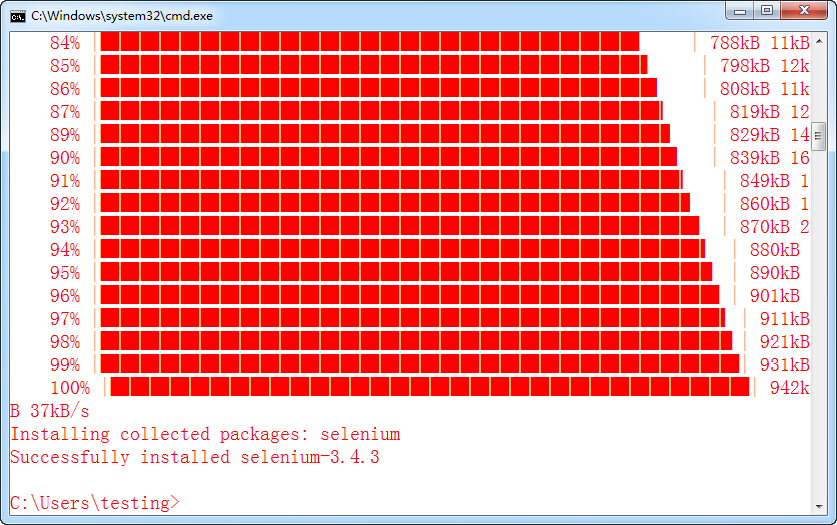 C:\Windows\system32\cmd.exe
84% | 788kB 11kB
85% | 798kB 12k
86% | 808kB 11k
87% | 819kB 12
89% | 829kB 14
90% | 839kB 16
91% | 849kB 1
92% | 860kB 1
93% | 870kB 2
94% | 880kB
95% | 890kB
96% | 901kB
97% | 911kB
98% | 921kB
99% | 931kB
100% | 942k
B 37kB/s
Installing collected packages: selenium
Successfully installed selenium-3.4.3
C:\Users\testing>